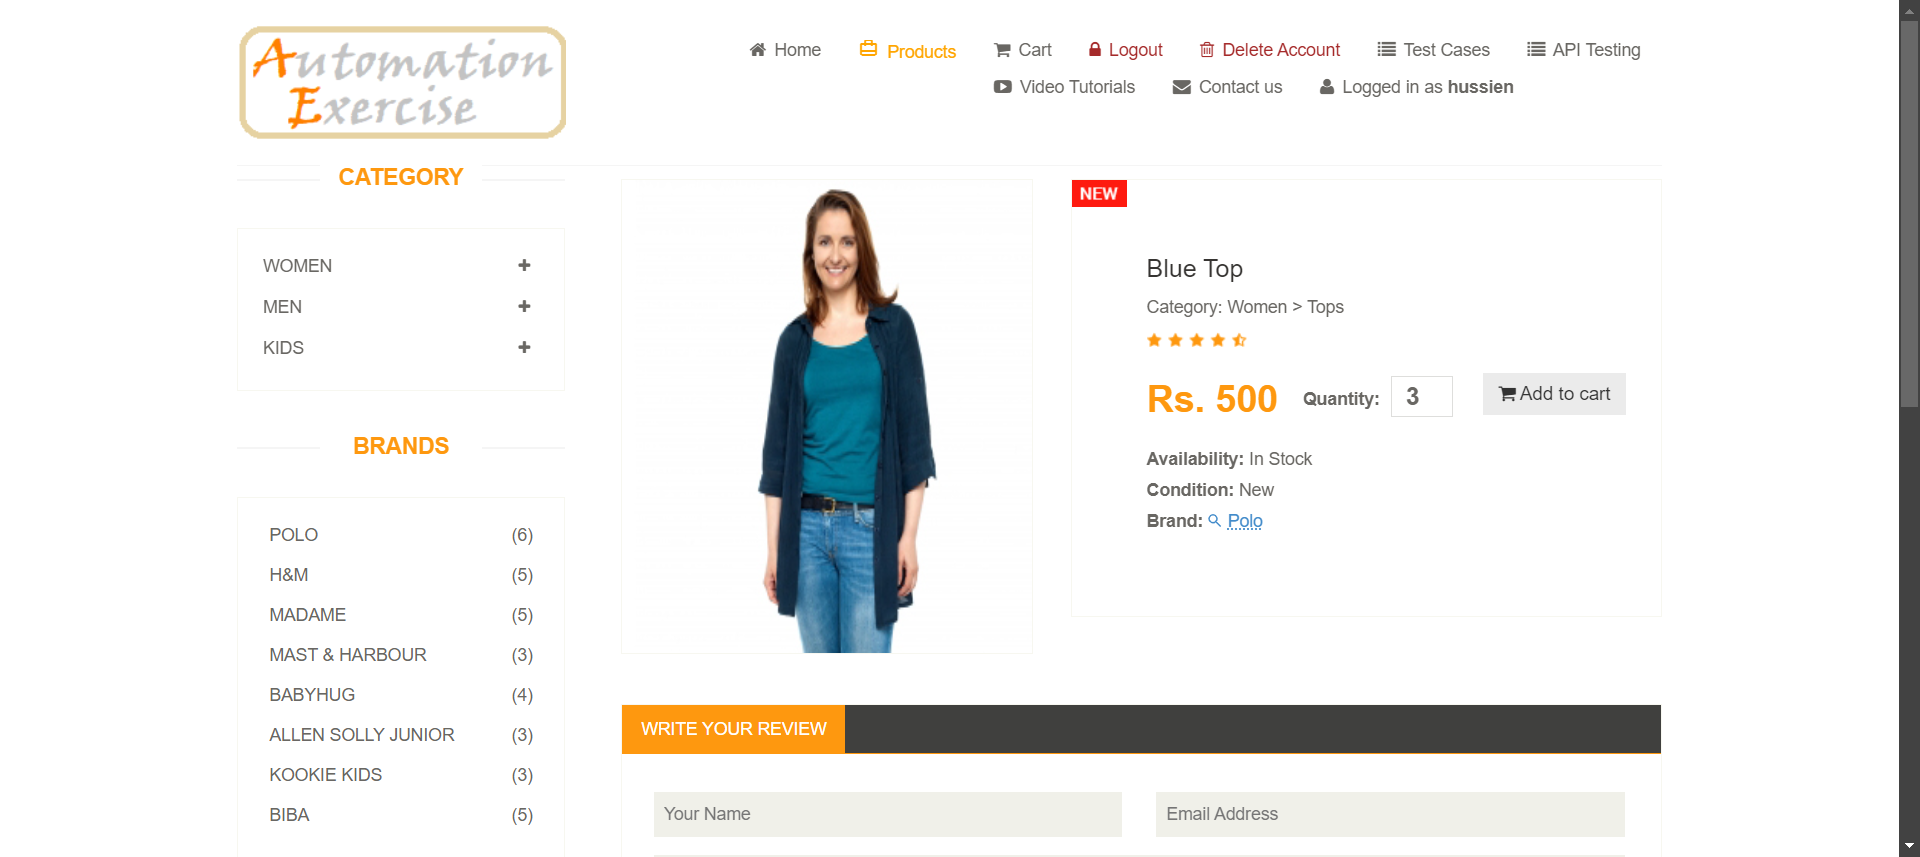 Automation
Exercise
Home
Products
Cart
Logout
Delete Account
Test Cases
API Testing
Video Tutorials
Contact us
Logged in as hussien
CATEGORY
WOMEN
MEN
KIDS
BRANDS
POLO (6)
H&M (5)
MADAME (5)
MAST & HARBOUR (3)
BABYHUG (4)
ALLEN SOLLY JUNIOR (3)
KOOKIE KIDS (3)
BIBA (5)
NEW
Blue Top
Category: Women > Tops
Rs. 500 Quantity: 3 Add to cart
Availability: In Stock
Condition: New
Brand: Polo
WRITE YOUR REVIEW
Your Name
Email Address